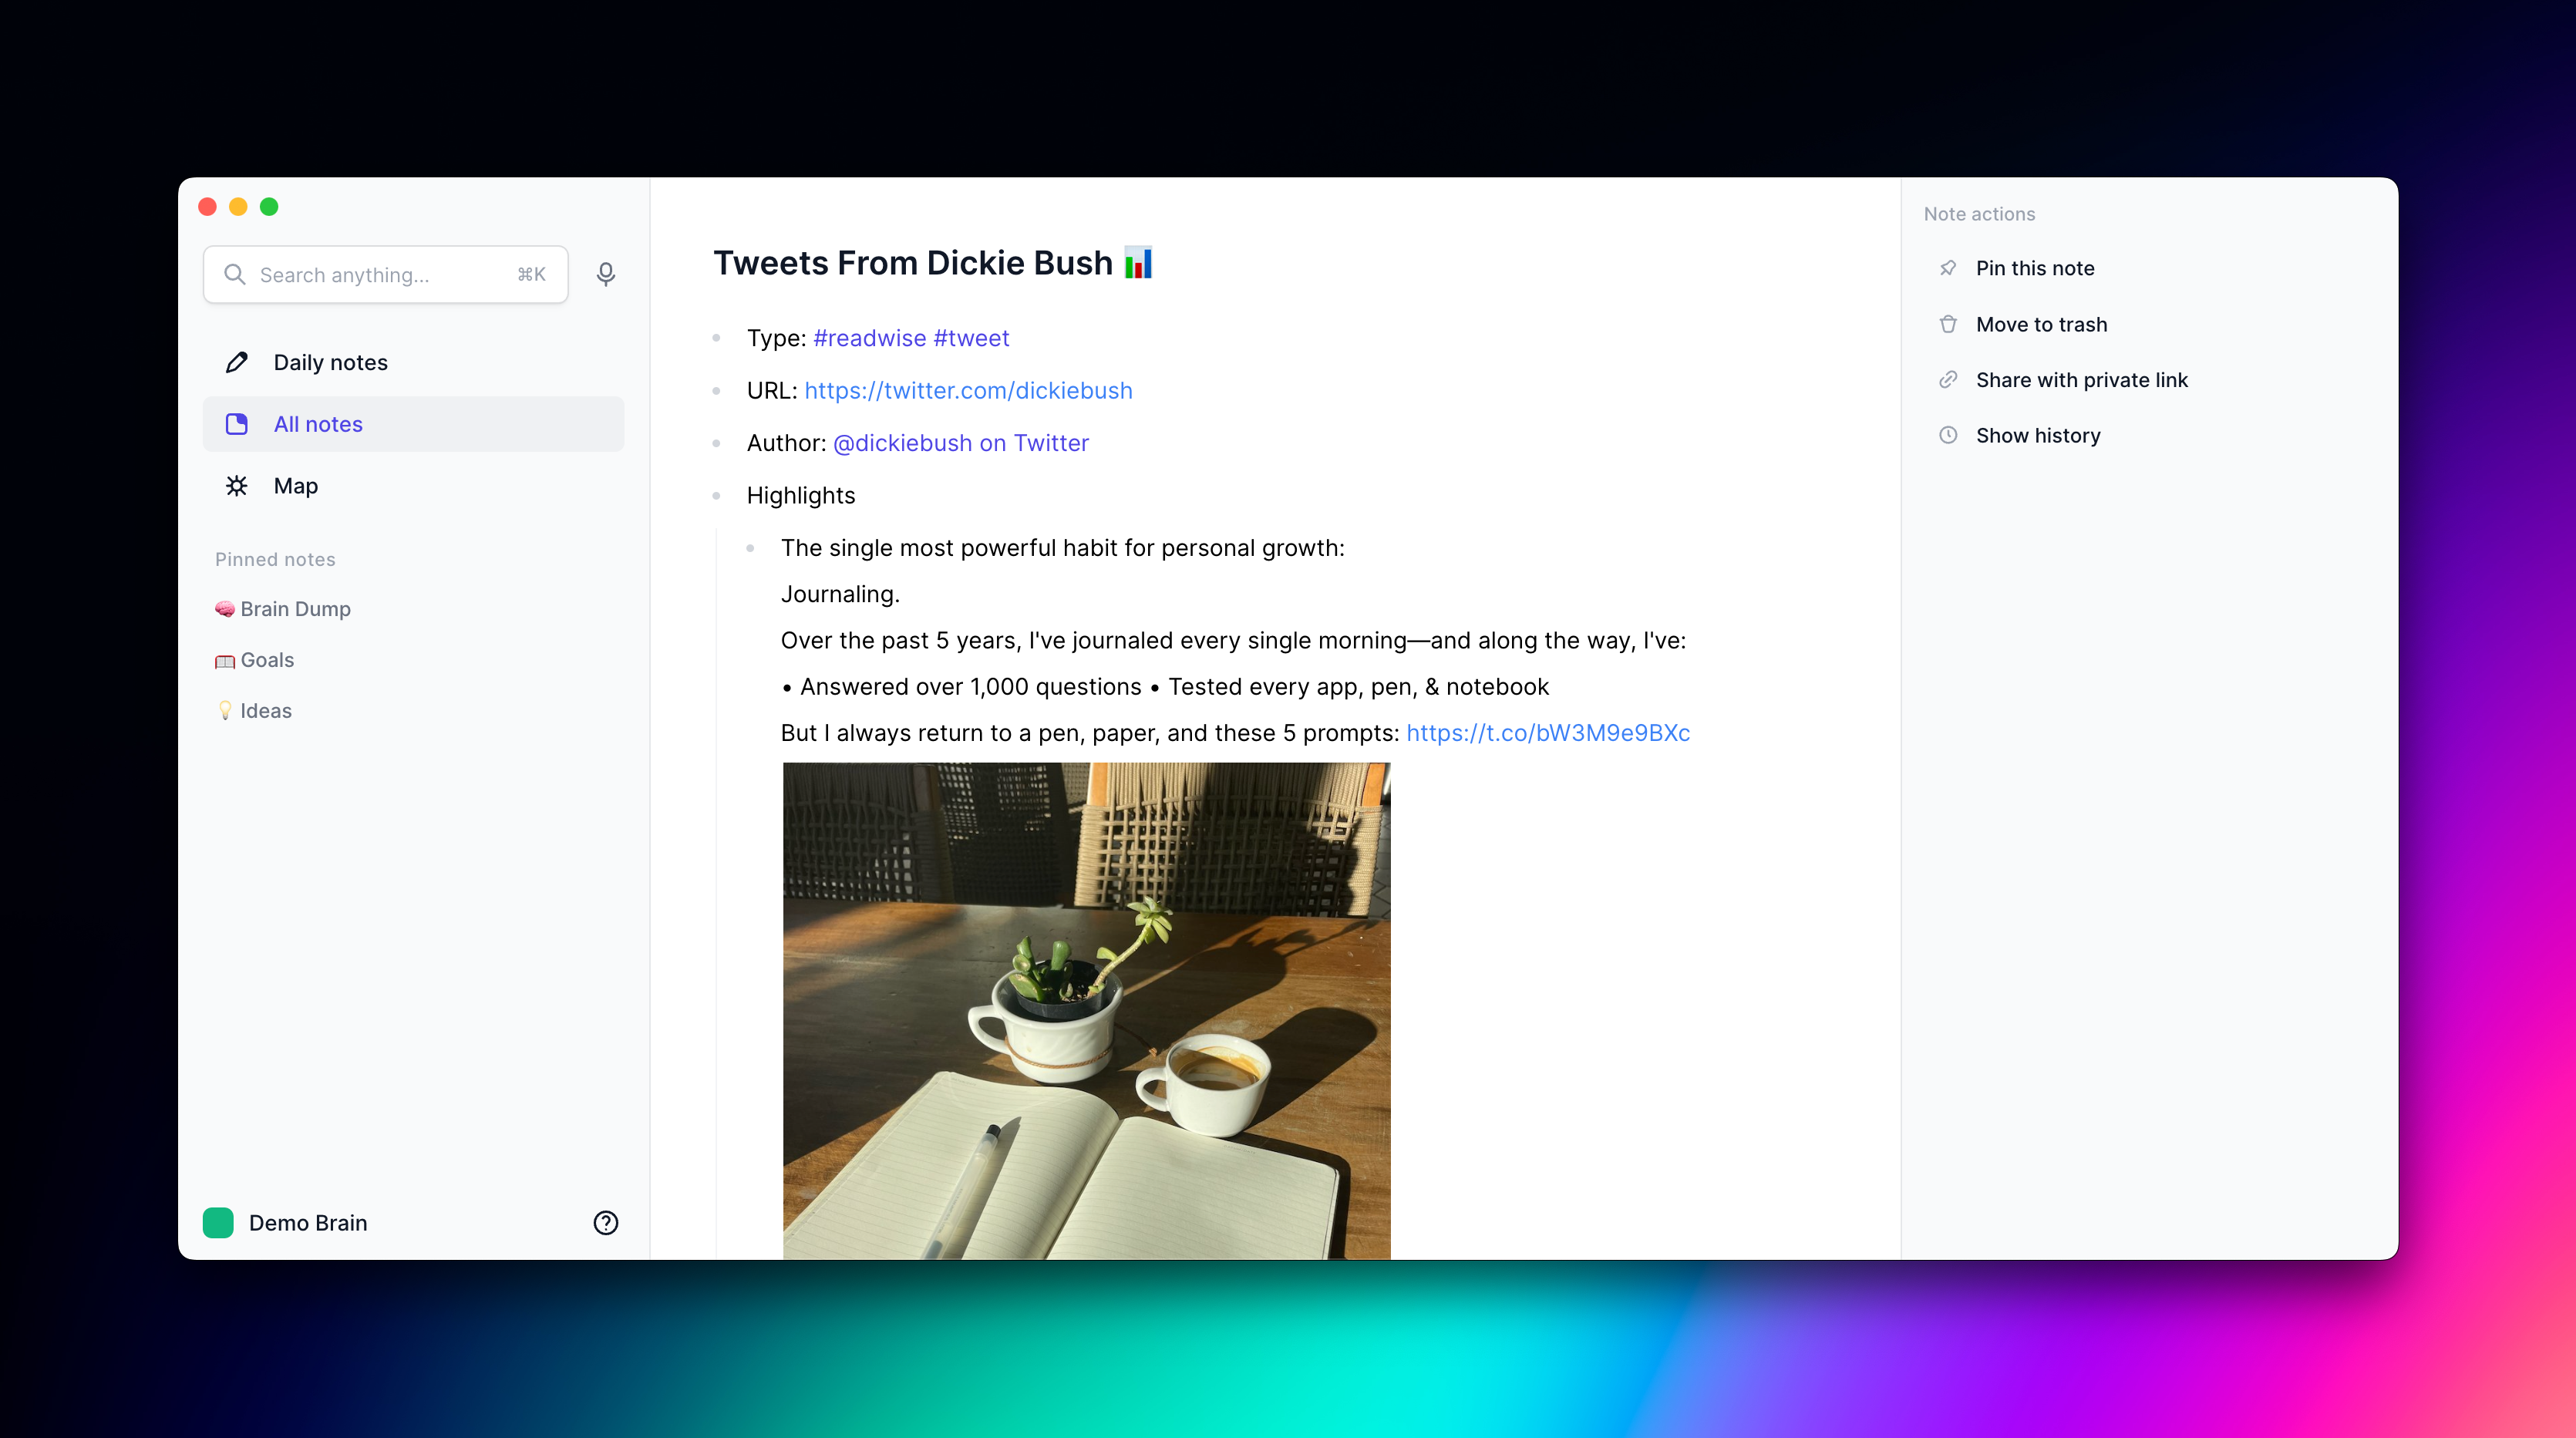 Search anything... ⌘K
Daily notes
All notes
Map
Pinned notes
🧠 Brain Dump
📖 Goals
💡 Ideas
Demo Brain
Tweets From Dickie Bush 📊
Type: #readwise #tweet
URL: https://twitter.com/dickiebush
Author: @dickiebush on Twitter
Highlights
The single most powerful habit for personal growth:
Journaling.
Over the past 5 years, I've journaled every single morning—and along the way, I've:
• Answered over 1,000 questions • Tested every app, pen, & notebook
But I always return to a pen, paper, and these 5 prompts: https://t.co/bW3M9e9BXc
Note actions
Pin this note
Move to trash
Share with private link
Show history